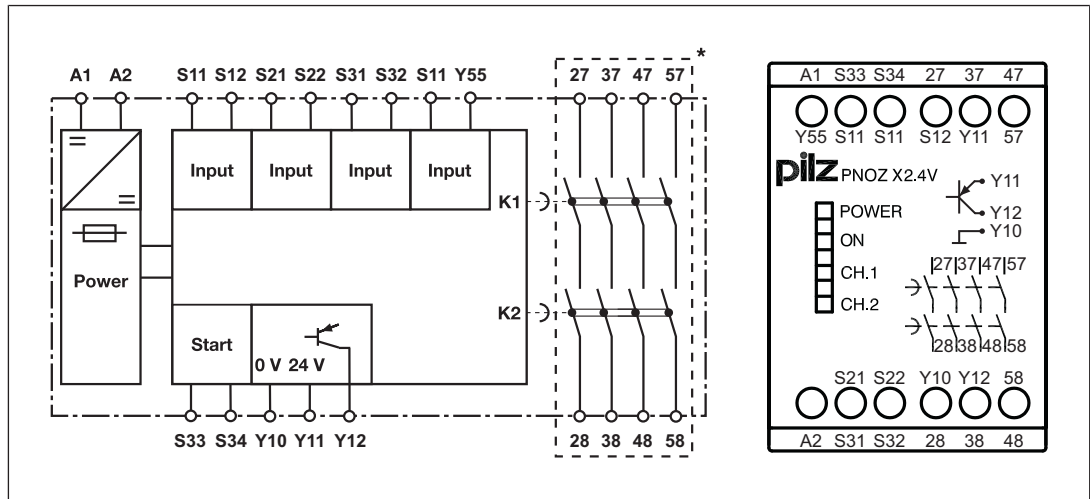 *
A1 A2 S11 S12 S21 S22 S31 S32 S11 Y55 27 37 47 57
=
=
Input Input Input Input
K1
Power
K2
Start
0 V 24 V
S33 S34 Y10 Y11 Y12 28 38 48 58
A1 S33 S34 27 37 47
Y55 S11 S11 S12 Y11 57
pilz PNOZ X2.4V
POWER
ON
CH.1
CH.2
Y11
Y12
Y10
27 37 47 57
28 38 48 58
S21 S22 Y10 Y12 58
A2 S31 S32 28 38 48